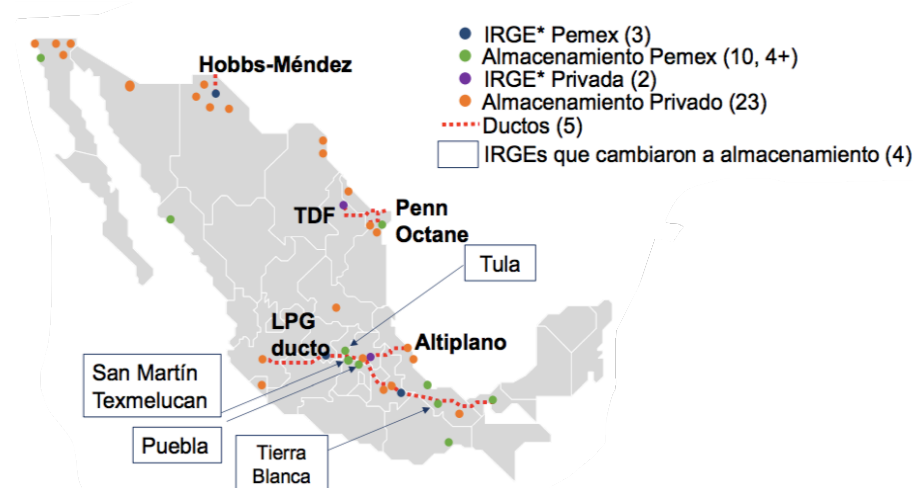 IRGE* Pemex (3)
Almacenamiento Pemex (10, 4+)
IRGE* Privada (2)
Almacenamiento Privado (23)
Ductos (5)
IRGEs que cambiaron a almacenamiento (4)
Hobbs-Méndez
TDF
Penn
Octane
Tula
LPG
ducto
Altiplano
San Martín
Texmelucan
Puebla
Tierra
Blanca